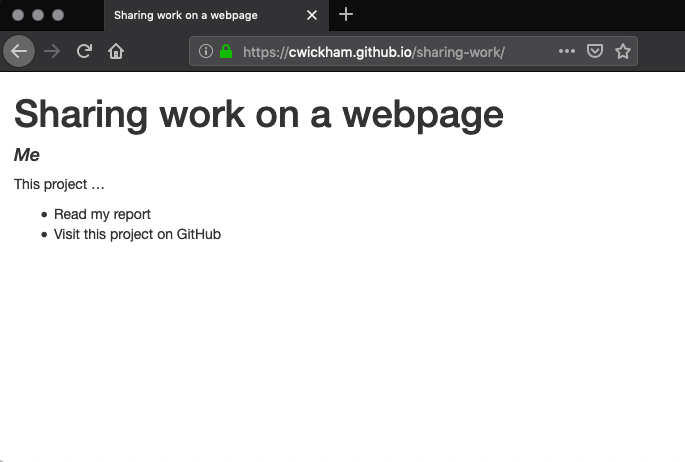 Sharing work on a webpage
https://cwickham.github.io/sharing-work/
Sharing work on a webpage
Me
This project …
• Read my report
• Visit this project on GitHub